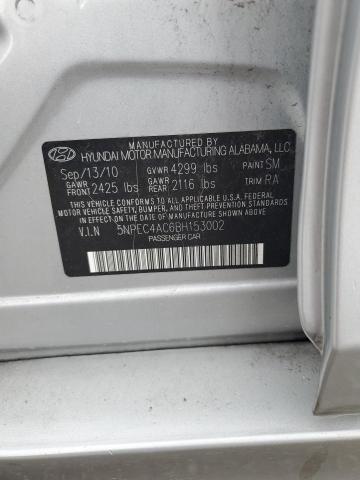 MANUFACTURED BY
HYUNDAI MOTOR MANUFACTURING ALABAMA, LLC
Sep/13/10 GVWR 4299 lbs PAINT SM
GAWR FRONT 2425 lbs GAWR REAR 2116 lbs TRIM RA
THIS VEHICLE CONFORMS TO ALL APPLICABLE U.S.A. FEDERAL
MOTOR VEHICLE SAFETY, BUMPER, AND THEFT PREVENTION STANDARDS
IN EFFECT ON THE DATE OF MANUFACTURE SHOWN ABOVE.
V.I.N 5NPEC4AC6BH153002
PASSENGER CAR